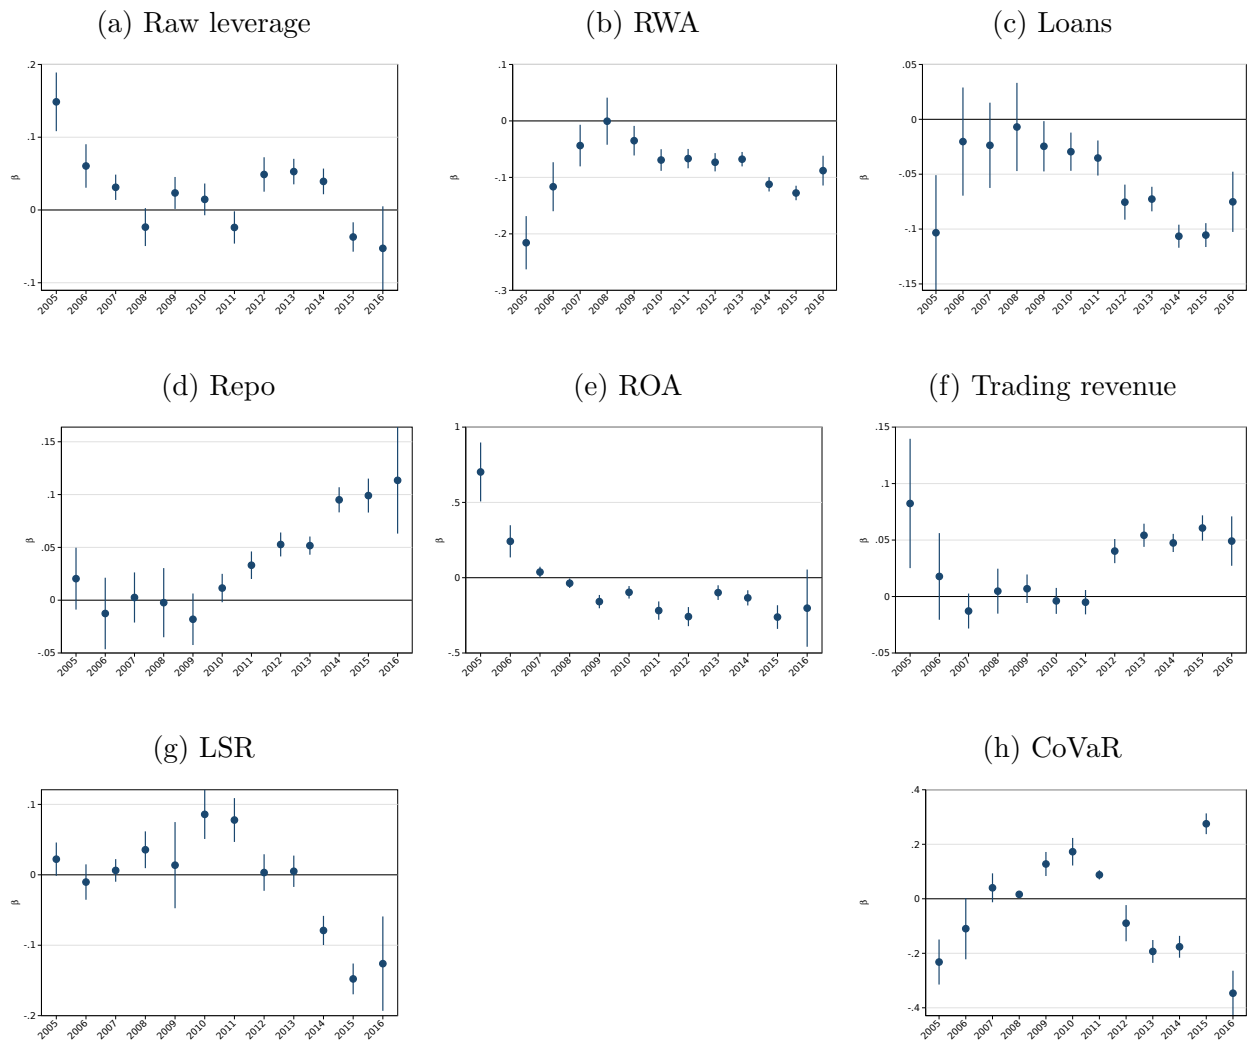 (a) Raw leverage
(b) RWA
(c) Loans
.2
.1
0
-.1
β
2005 2006 2007 2008 2009 2010 2011 2012 2013 2014 2015 2016
.1
0
-.1
-.2
-.3
β
2005 2006 2007 2008 2009 2010 2011 2012 2013 2014 2015 2016
.05
0
-.05
-.1
-.15
β
2005 2006 2007 2008 2009 2010 2011 2012 2013 2014 2015 2016
(d) Repo
(e) ROA
(f) Trading revenue
.15
.1
.05
0
-.05
β
2005 2006 2007 2008 2009 2010 2011 2012 2013 2014 2015 2016
1
.5
0
-.5
β
2005 2006 2007 2008 2009 2010 2011 2012 2013 2014 2015 2016
.15
.1
.05
0
-.05
β
2005 2006 2007 2008 2009 2010 2011 2012 2013 2014 2015 2016
(g) LSR
(h) CoVaR
.1
0
-.1
-.2
β
2005 2006 2007 2008 2009 2010 2011 2012 2013 2014 2015 2016
.4
.2
0
-.2
-.4
β
2005 2006 2007 2008 2009 2010 2011 2012 2013 2014 2015 2016